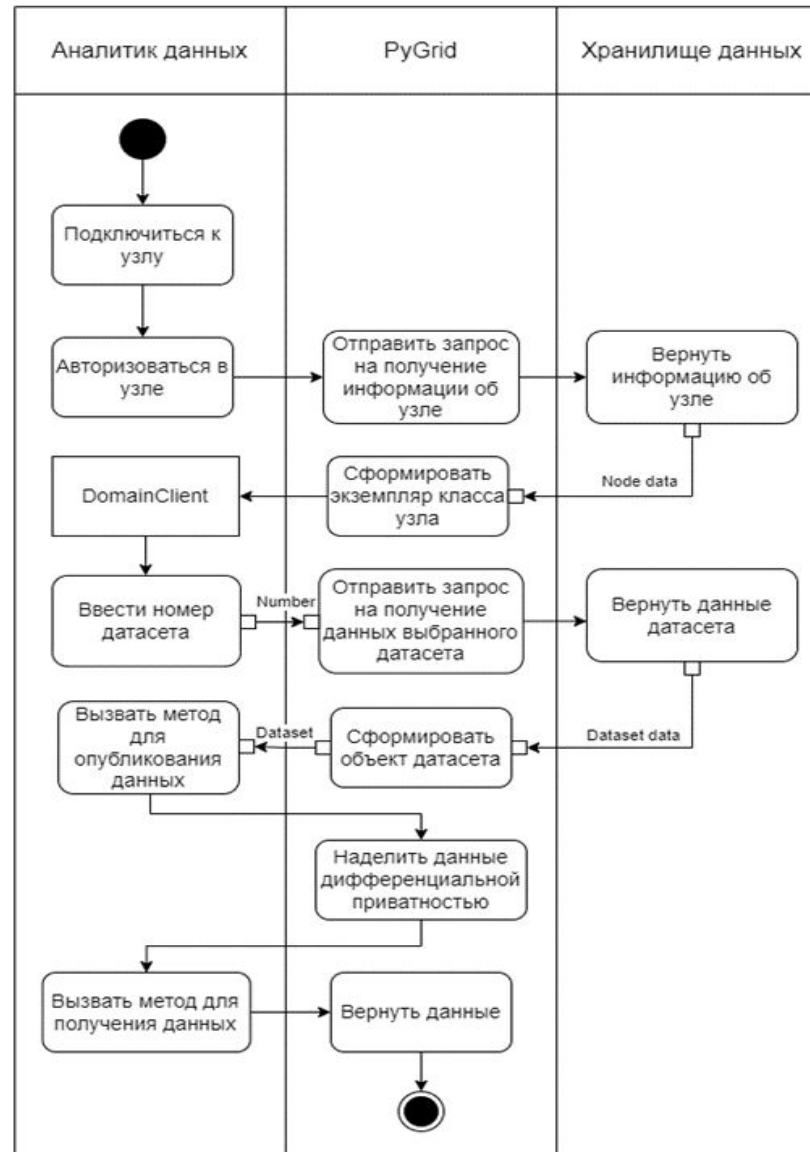 Аналитик данных
PyGrid
Хранилище данных
Подключиться к
узлу
Авторизоваться в
узле
Отправить запрос
на получение
информации об
узле
Вернуть
информацию об
узле
Node data
Сформировать
экземпляр класса
узла
DomainClient
Ввести номер
датасета
Number
Отправить запрос
на получение
данных выбранного
датасета
Вернуть данные
датасета
Dataset data
Сформировать
объект датасета
Dataset
Вызвать метод
для
опубликования
данных
Наделить данные
дифференциальной
приватностью
Вызвать метод для
получения данных
Вернуть данные